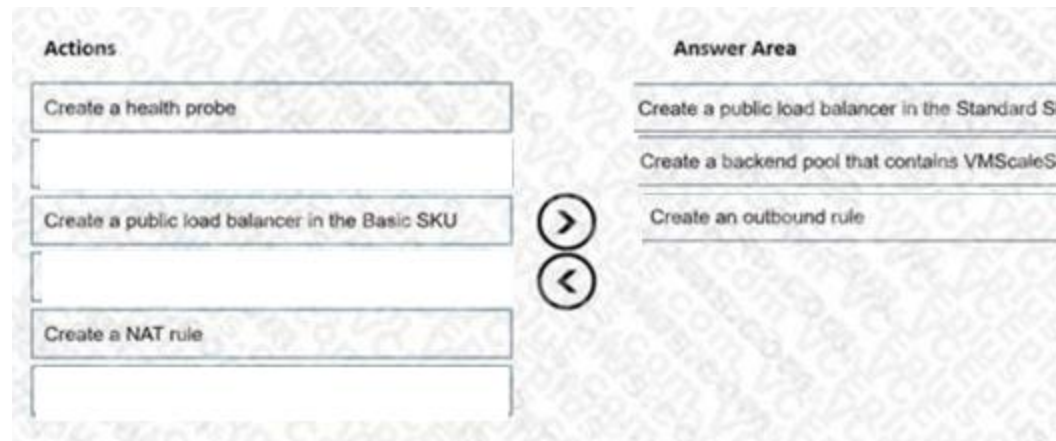 Actions
Answer Area
Create a health probe
Create a public load balancer in the Standard S
Create a backend pool that contains VMScaleS
Create a public load balancer in the Basic SKU
Create an outbound rule
Create a NAT rule